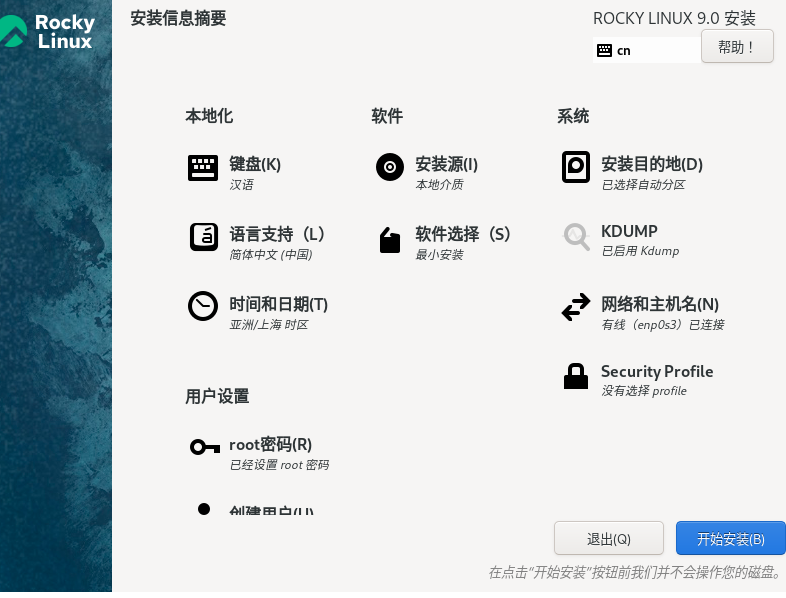 Rocky
Linux
安装信息摘要
ROCKY LINUX 9.0 安装
cn
帮助！
本地化
键盘(K)
汉语
语言支持（L）
简体中文 (中国)
时间和日期(T)
亚洲/上海 时区
用户设置
root密码(R)
已经设置 root 密码
创建用户(U)
软件
安装源(I)
本地介质
软件选择（S）
最小安装
系统
安装目的地(D)
已选择自动分区
KDUMP
已启用 Kdump
网络和主机名(N)
有线（enp0s3）已连接
Security Profile
没有选择 profile
退出(Q)
开始安装(B)
在点击“开始安装”按钮前我们并不会操作您的磁盘。